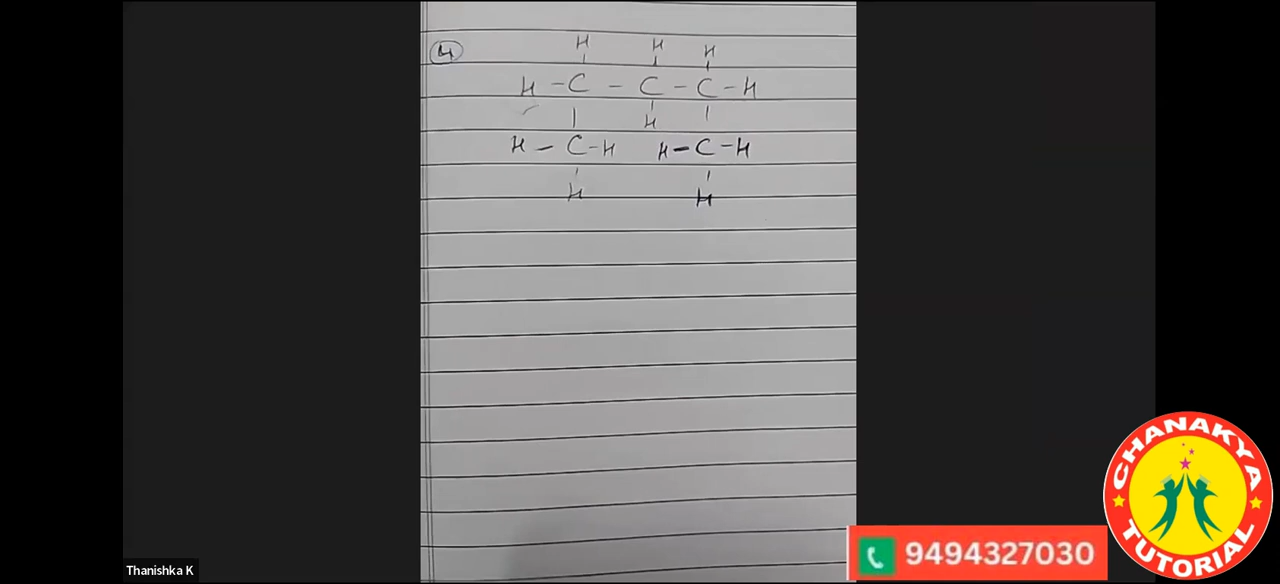 4
H H H
H - C - C - C - H
H
H - C - H H - C - H
H H
Thanishka K
9494327030
CHANAKYA
TUTORIAL